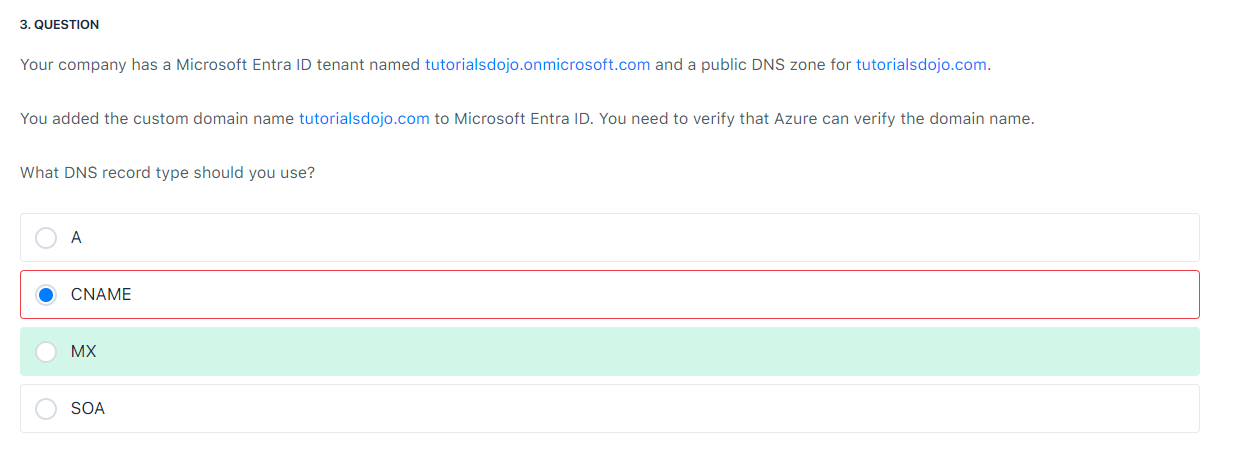 3. QUESTION
Your company has a Microsoft Entra ID tenant named tutorialsdojo.onmicrosoft.com and a public DNS zone for tutorialsdojo.com.
You added the custom domain name tutorialsdojo.com to Microsoft Entra ID. You need to verify that Azure can verify the domain name.
What DNS record type should you use?
A
CNAME
MX
SOA